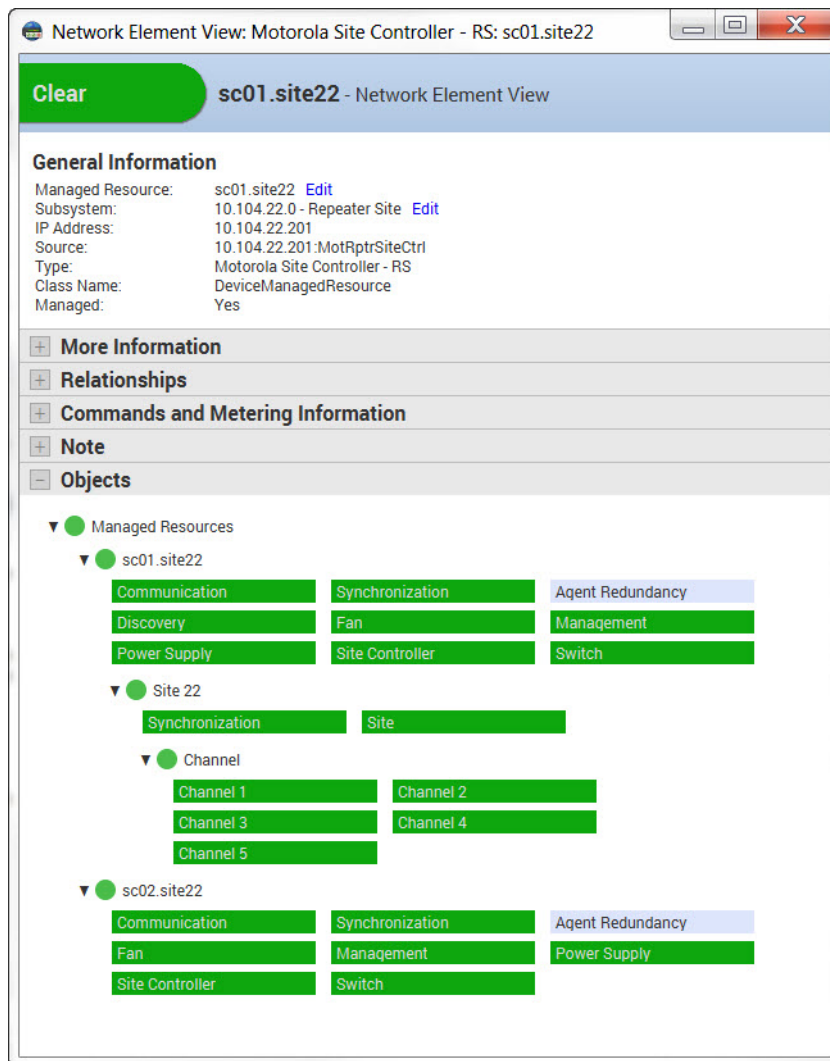 Network Element View: Motorola Site Controller - RS: sc01.site22
Clear sc01.site22 - Network Element View
General Information
Managed Resource: sc01.site22 Edit
Subsystem: 10.104.22.0 - Repeater Site Edit
IP Address: 10.104.22.201
Source: 10.104.22.201:MotRptrSiteCtrl
Type: Motorola Site Controller - RS
Class Name: DeviceManagedResource
Managed: Yes
More Information
Relationships
Commands and Metering Information
Note
Objects
Managed Resources
sc01.site22
Communication Synchronization Agent Redundancy
Discovery Fan Management
Power Supply Site Controller Switch
Site 22
Synchronization Site
Channel
Channel 1 Channel 2
Channel 3 Channel 4
Channel 5
sc02.site22
Communication Synchronization Agent Redundancy
Fan Management Power Supply
Site Controller Switch